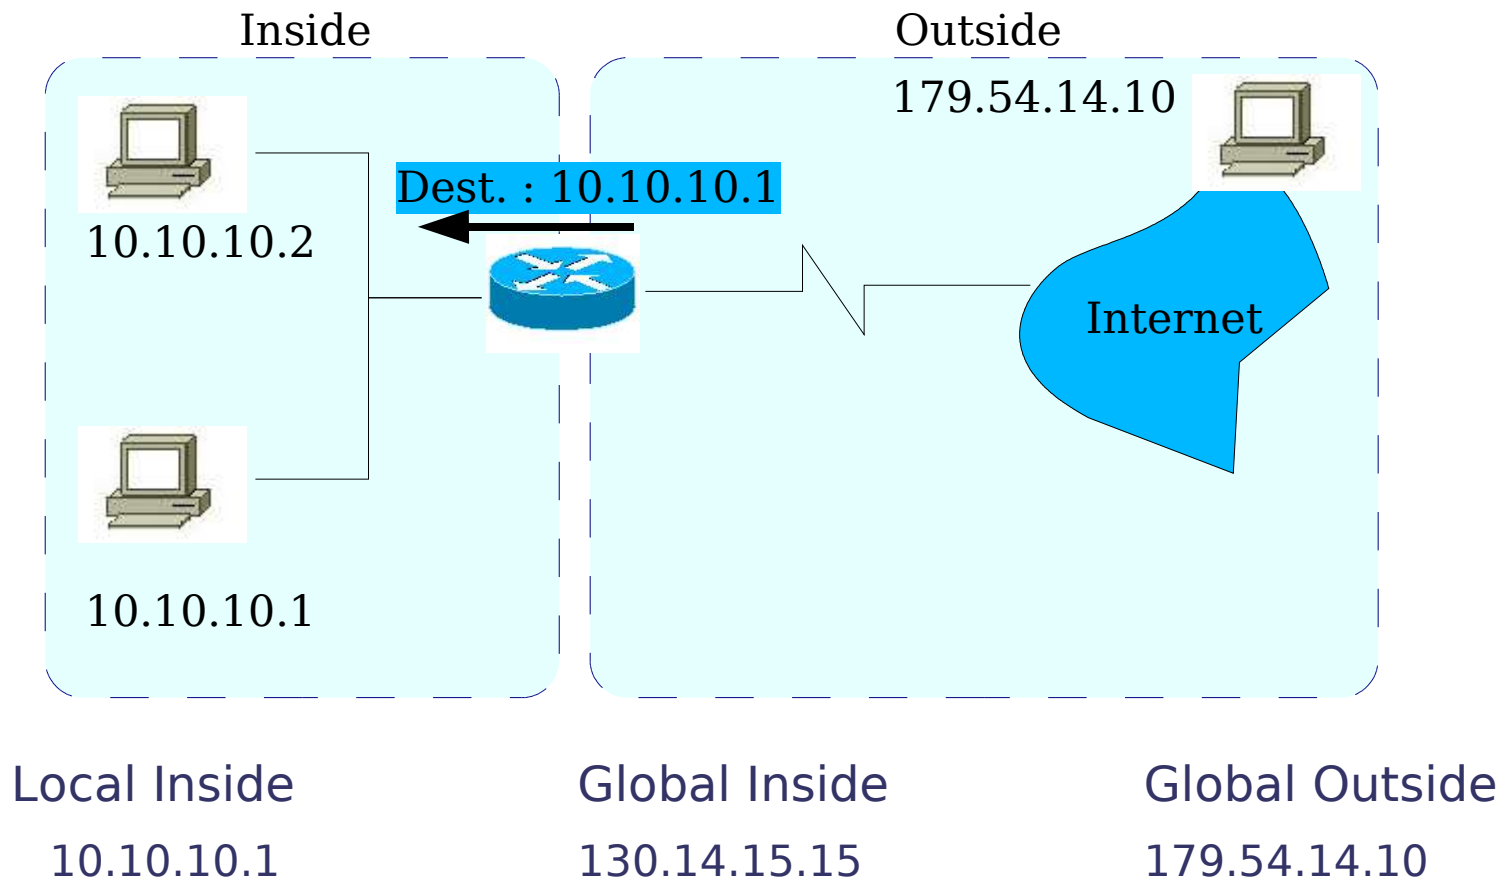 Inside
Outside
179.54.14.10
Dest. : 10.10.10.1
10.10.10.2
Internet
10.10.10.1
Local Inside
Global Inside
Global Outside
10.10.10.1
130.14.15.15
179.54.14.10